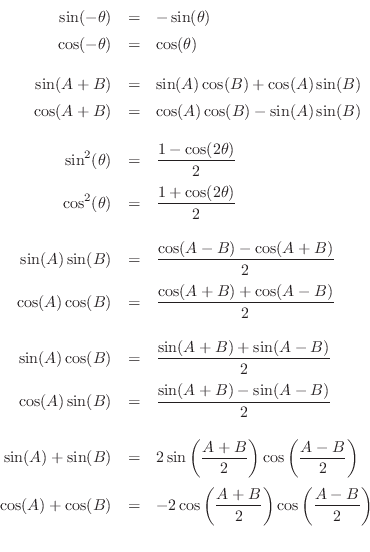 sin(−θ) = − sin(θ)
cos(−θ) = cos(θ)
sin(A + B) = sin(A) cos(B) + cos(A) sin(B)
cos(A + B) = cos(A) cos(B) − sin(A) sin(B)
sin²(θ) = (1 − cos(2θ))/2
cos²(θ) = (1 + cos(2θ))/2
sin(A) sin(B) = (cos(A − B) − cos(A + B))/2
cos(A) cos(B) = (cos(A + B) + cos(A − B))/2
sin(A) cos(B) = (sin(A + B) + sin(A − B))/2
cos(A) sin(B) = (sin(A + B) − sin(A − B))/2
sin(A) + sin(B) = 2 sin((A + B)/2) cos((A − B)/2)
cos(A) + cos(B) = −2 cos((A + B)/2) cos((A − B)/2)